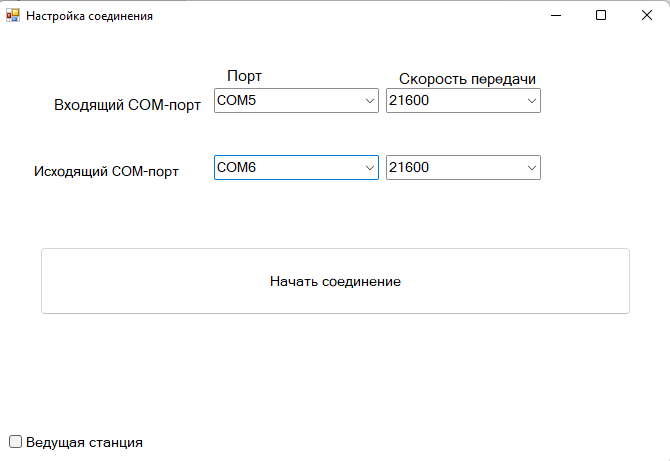 Настройка соединения
Порт
Скорость передачи
Входящий COM-порт
COM5
21600
Исходящий COM-порт
COM6
21600
Начать соединение
Ведущая станция